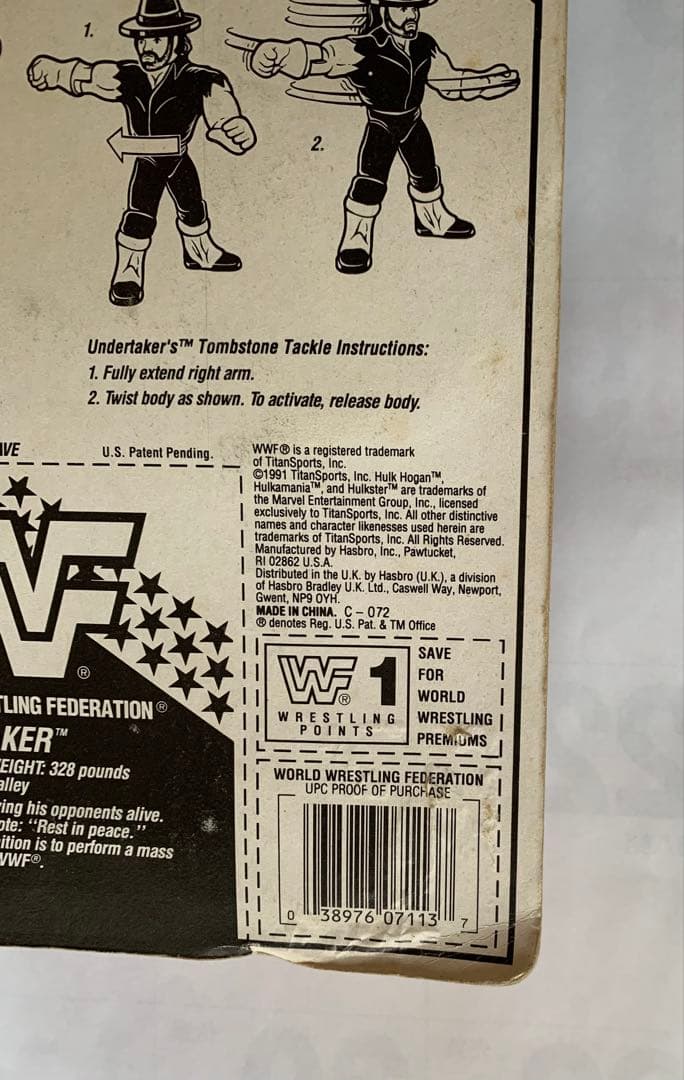 1.
2.
Undertaker's™ Tombstone Tackle Instructions:
1. Fully extend right arm.
2. Twist body as shown. To activate, release body.
VE
U.S. Patent Pending.
WWF® is a registered trademark
of TitanSports, Inc.
©1991 TitanSports, Inc. Hulk Hogan™,
Hulkamania™, and Hulkster™ are trademarks of
the Marvel Entertainment Group, Inc., licensed
exclusively to TitanSports, Inc. All other distinctive
names and character likenesses used herein are
trademarks of TitanSports, Inc. All Rights Reserved.
Manufactured by Hasbro, Inc., Pawtucket,
RI 02862 U.S.A.
Distributed in the U.K. by Hasbro (U.K.), a division
of Hasbro Bradley U.K. Ltd., Caswell Way, Newport,
Gwent, NP9 OYH.
MADE IN CHINA. C – 072
® denotes Reg. U.S. Pat. & TM Office
WF ®
TLING FEDERATION®
KER™
EIGHT: 328 pounds
alley
ing his opponents alive.
ote: "Rest in peace."
ition is to perform a mass
WWF®.
WF® 1
WRESTLING
POINTS
SAVE
FOR
WORLD
WRESTLING
PREMIUMS
WORLD WRESTLING FEDERATION
UPC PROOF OF PURCHASE
0 38976 07113 7